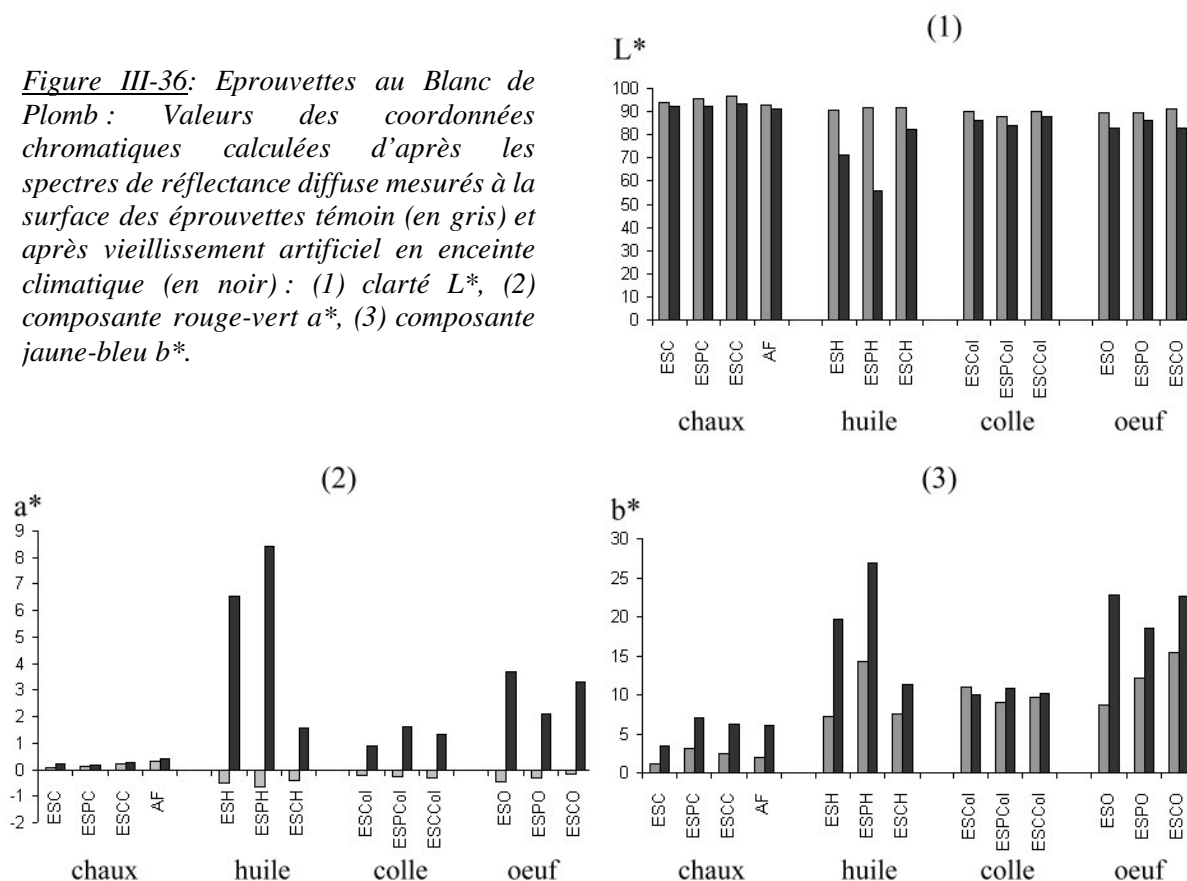 Figure III-36: Eprouvettes au Blanc de
Plomb : Valeurs des coordonnées
chromatiques calculées d'après les
spectres de réflectance diffuse mesurés à la
surface des éprouvettes témoin (en gris) et
après vieillissement artificiel en enceinte
climatique (en noir) : (1) clarté L*, (2)
composante rouge-vert a*, (3) composante
jaune-bleu b*.
(1)
L*
100
90
80
70
60
50
40
30
20
10
0
ESC ESPC ESCC AF ESH ESPH ESCH ESCol ESPCol ESCCol ESO ESPO ESCO
chaux huile colle oeuf
(2)
a*
9
8
7
6
5
4
3
2
1
0
-1
-2
ESC ESPC ESCC AF ESH ESPH ESCH ESCol ESPCol ESCCol ESO ESPO ESCO
chaux huile colle oeuf
(3)
b*
30
25
20
15
10
5
0
ESC ESPC ESCC AF ESH ESPH ESCH ESCol ESPCol ESCCol ESO ESPO ESCO
chaux huile colle oeuf